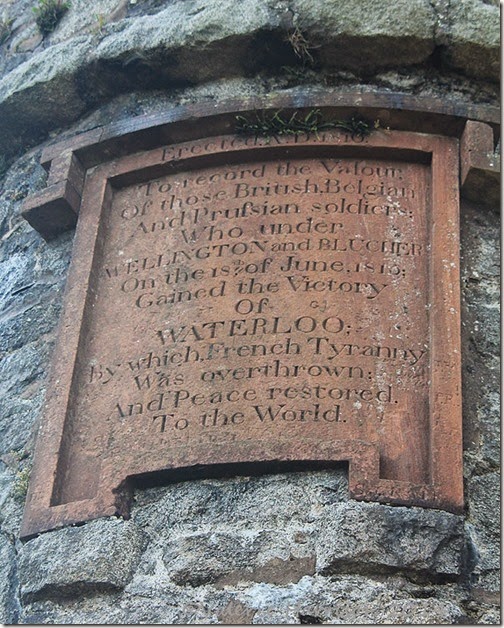 Erected A.D. 1816.
To record the Valour,
Of those British, Belgian
And Prufsian soldiers;
Who under
WELLINGTON and BLUCHER
On the 18th of June, 1815;
Gained the Victory
Of
WATERLOO;
by which, French Tyranny
Was overthrown;
And Peace restored.
To the World.